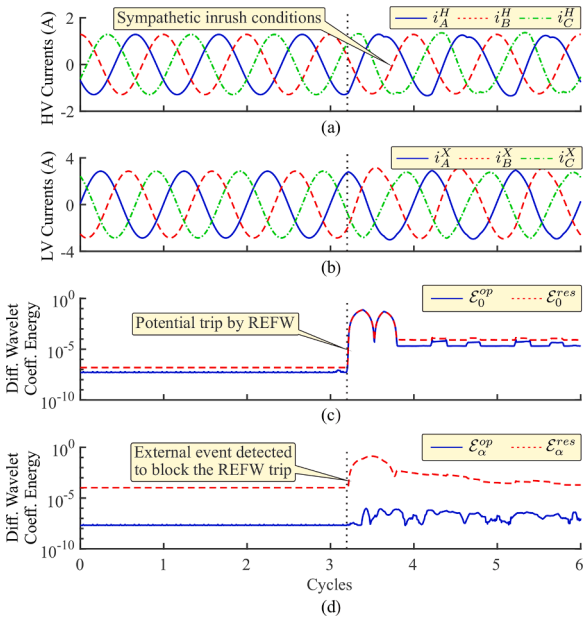 HV Currents (A)
2
0
-2
Sympathetic inrush conditions
i_A^H i_B^H i_C^H
(a)
LV Currents (A)
4
0
-4
i_A^X i_B^X i_C^X
(b)
Diff. Wavelet
Coeff. Energy
10^0
10^-5
10^-10
Potential trip by REFW
ℰ_0^op ℰ_0^res
(c)
Diff. Wavelet
Coeff. Energy
10^0
10^-5
10^-10
External event detected
to block the REFW trip
ℰ_α^op ℰ_α^res
0 1 2 3 4 5 6
Cycles
(d)